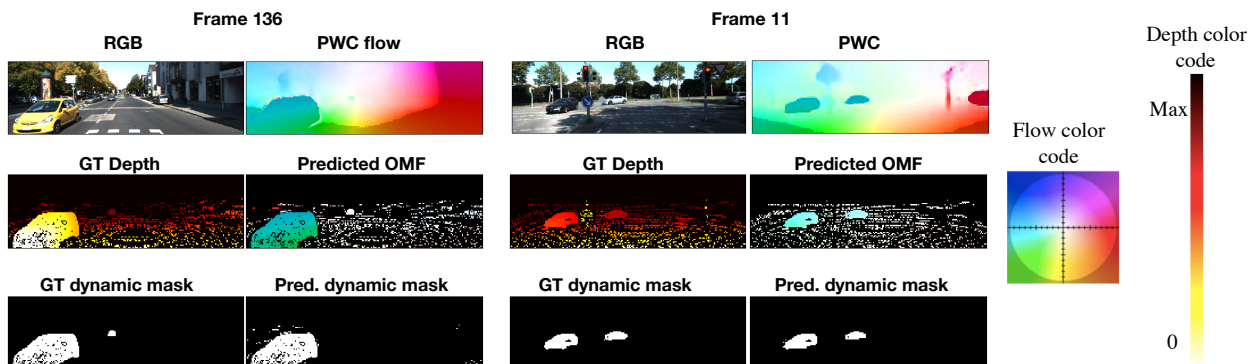 Frame 136
RGB
PWC flow
GT Depth
Predicted OMF
GT dynamic mask
Pred. dynamic mask
Frame 11
RGB
PWC
GT Depth
Predicted OMF
GT dynamic mask
Pred. dynamic mask
Flow color
code
Depth color
code
Max
0